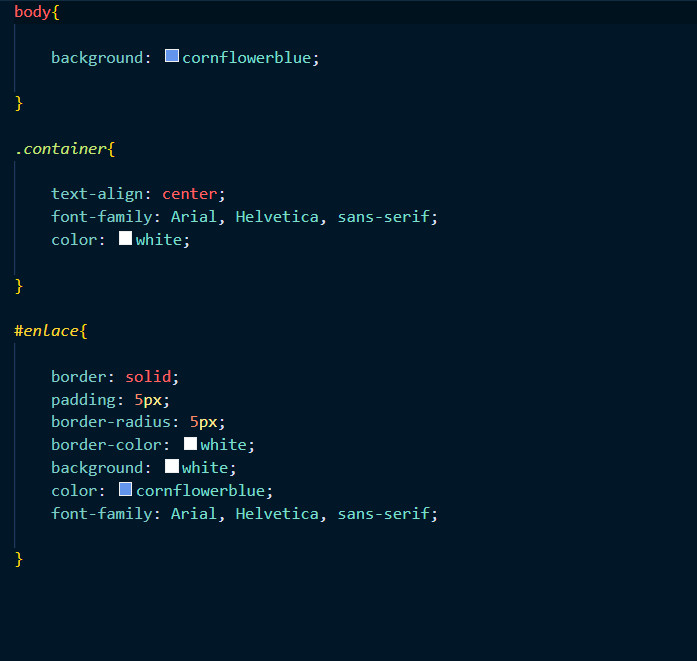 body{
background: cornflowerblue;
}
.container{
text-align: center;
font-family: Arial, Helvetica, sans-serif;
color: white;
}
#enlace{
border: solid;
padding: 5px;
border-radius: 5px;
border-color: white;
background: white;
color: cornflowerblue;
font-family: Arial, Helvetica, sans-serif;
}